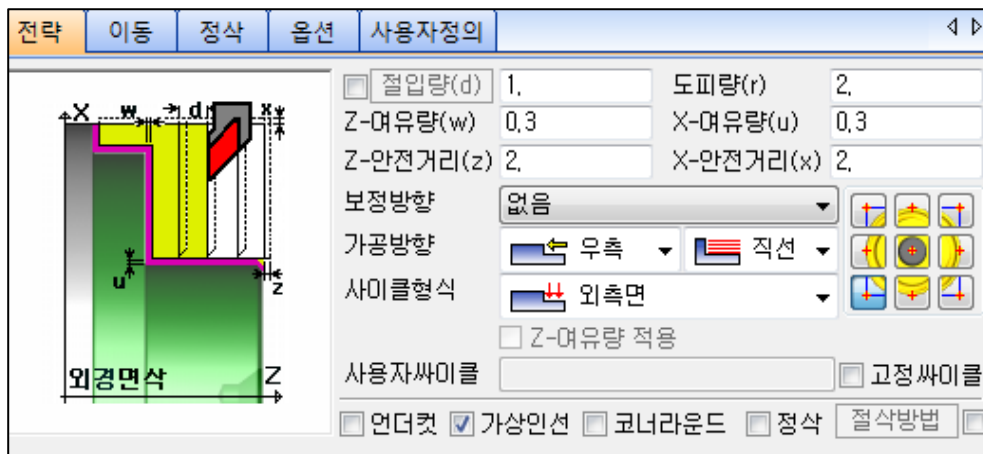 전략 이동 정삭 옵션 사용자정의
절입량(d) 1, 도피량(r) 2,
Z-여유량(w) 0,3 X-여유량(u) 0,3
Z-안전거리(z) 2, X-안전거리(x) 2,
보정방향 없음
가공방향 우측 직선
사이클형식 외측면
Z-여유량 적용
사용자싸이클 고정싸이클
언더컷 가상인선 코너라운드 정삭 절삭방법
X w d x
u z
외경면삭 Z